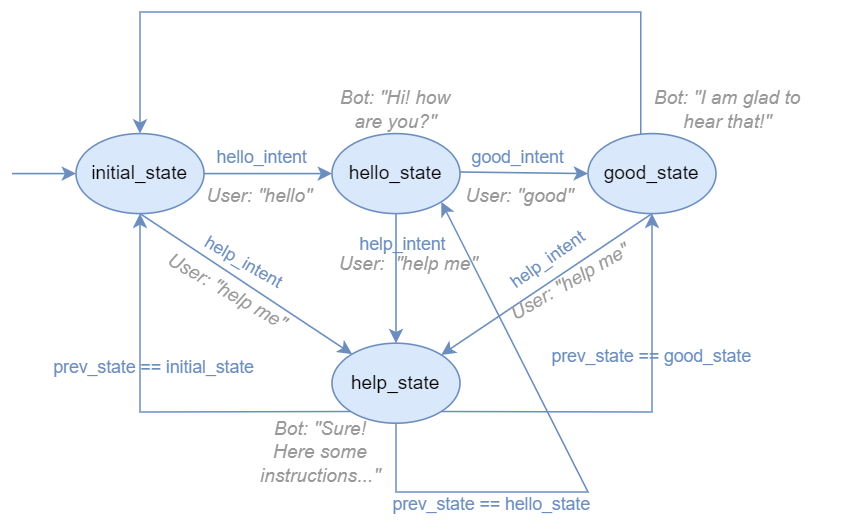 Bot: "Hi! how
are you?"
Bot: "I am glad to
hear that!"
initial_state
hello_intent
User: "hello"
hello_state
good_intent
User: "good"
good_state
help_intent
User: "help me"
help_intent
User: "help me"
help_intent
User: "help me"
prev_state == initial_state
help_state
prev_state == good_state
Bot: "Sure!
Here some
instructions..."
prev_state == hello_state